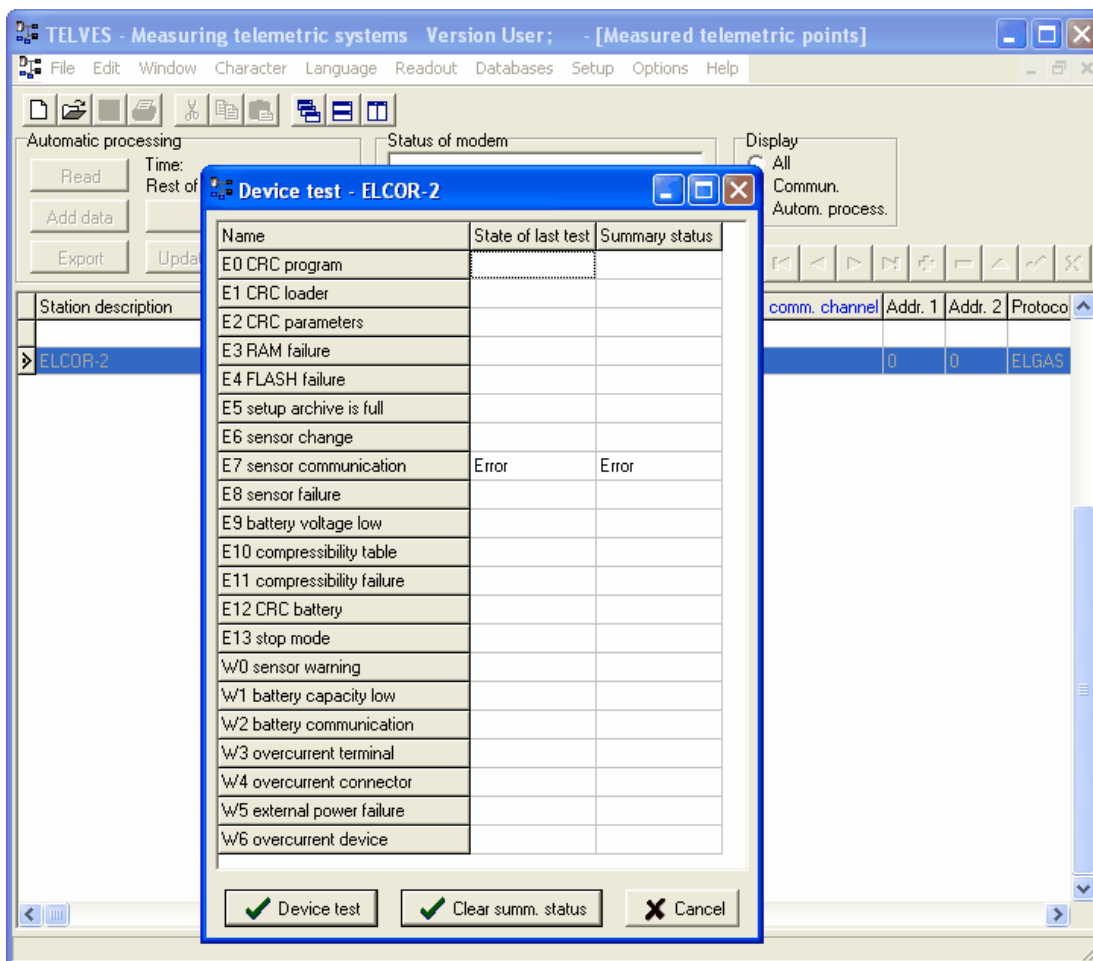 TELVES - Measuring telemetric systems Version User; - [Measured telemetric points]
File Edit Window Character Language Readout Databases Setup Options Help
Automatic processing
Status of modem
Display
Read
Time:
Rest of
All
Commun.
Autom. process.
Add data
Export
Device test - ELCOR-2
Station description
comm. channel Addr. 1 Addr. 2 Protoco
ELCOR-2 0 0 ELGAS
Name State of last test Summary status
E0 CRC program
E1 CRC loader
E2 CRC parameters
E3 RAM failure
E4 FLASH failure
E5 setup archive is full
E6 sensor change
E7 sensor communication Error Error
E8 sensor failure
E9 battery voltage low
E10 compressibility table
E11 compressibility failure
E12 CRC battery
E13 stop mode
W0 sensor warning
W1 battery capacity low
W2 battery communication
W3 overcurrent terminal
W4 overcurrent connector
W5 external power failure
W6 overcurrent device
Device test Clear summ. status Cancel